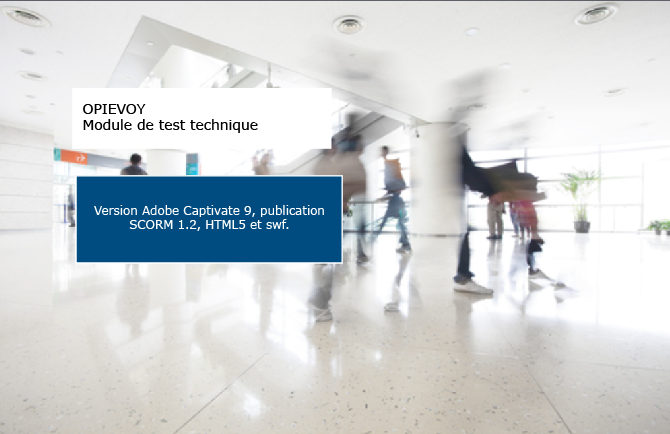 OPIEVOY
Module de test technique
Version Adobe Captivate 9, publication
SCORM 1.2, HTML5 et swf.